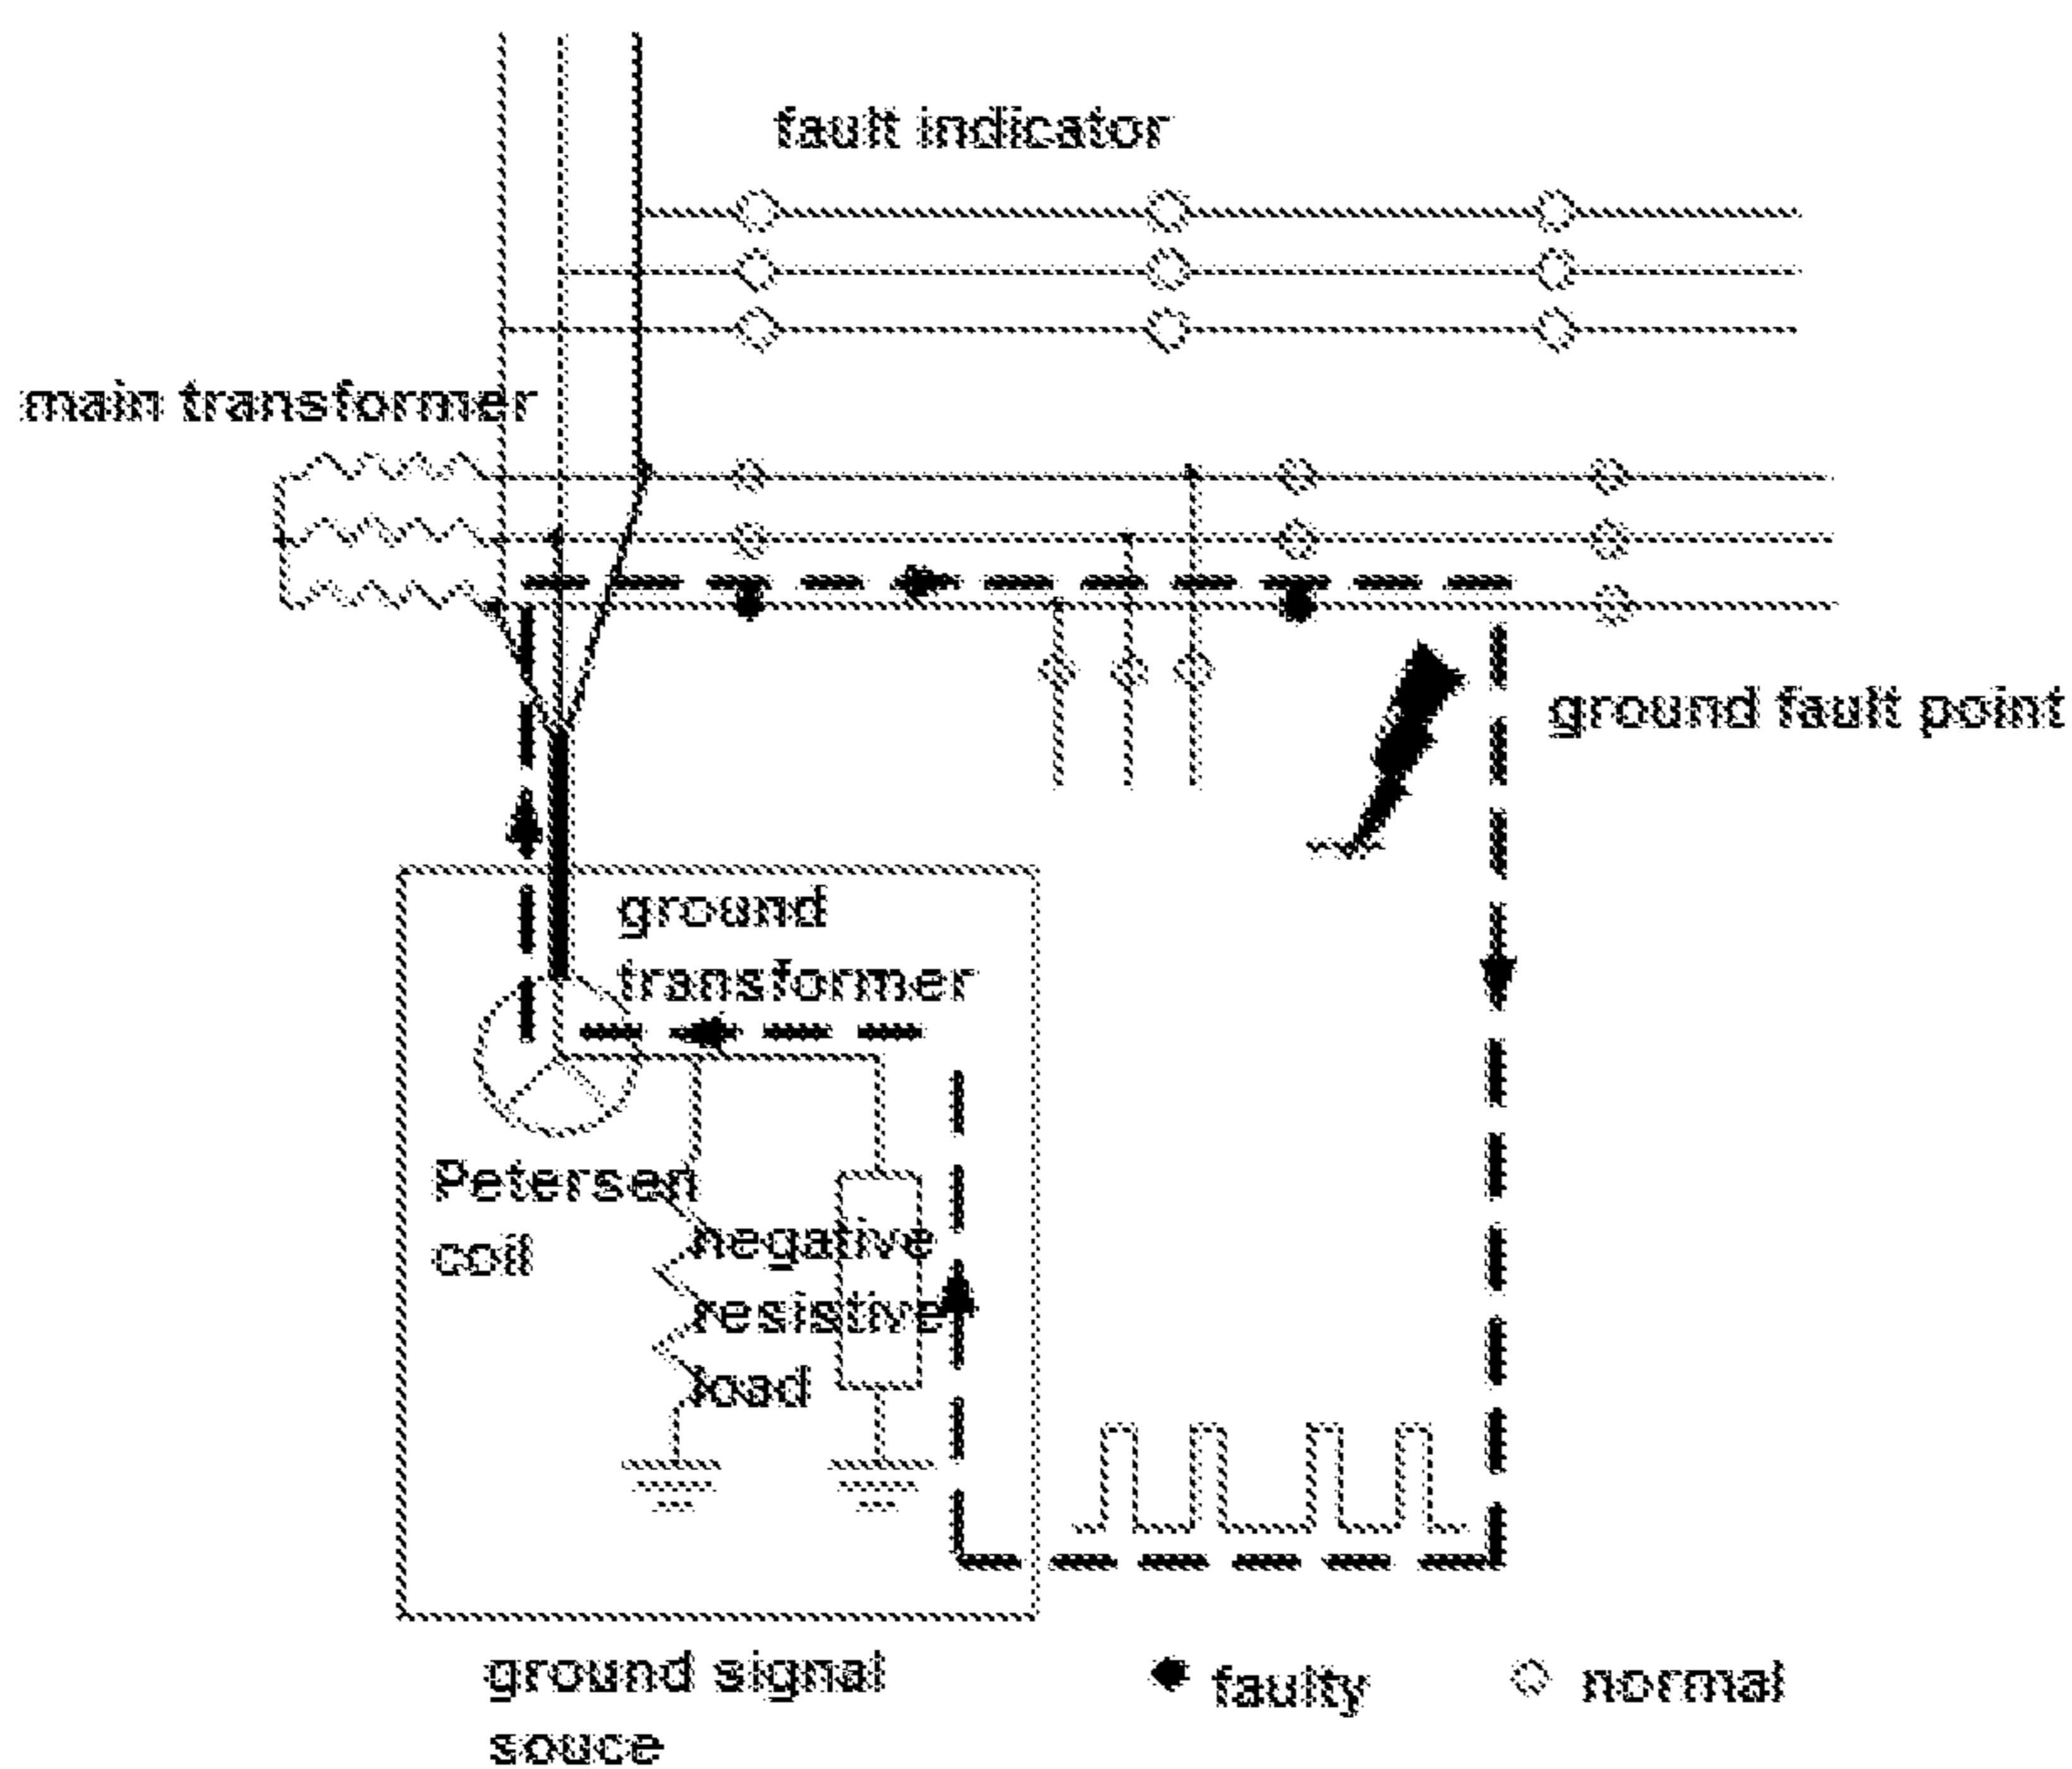 fault indicator
main transformer
ground fault point
ground
transformer
Petersen
coil
negative
resistive
load
ground signal
souce
faulty
normal